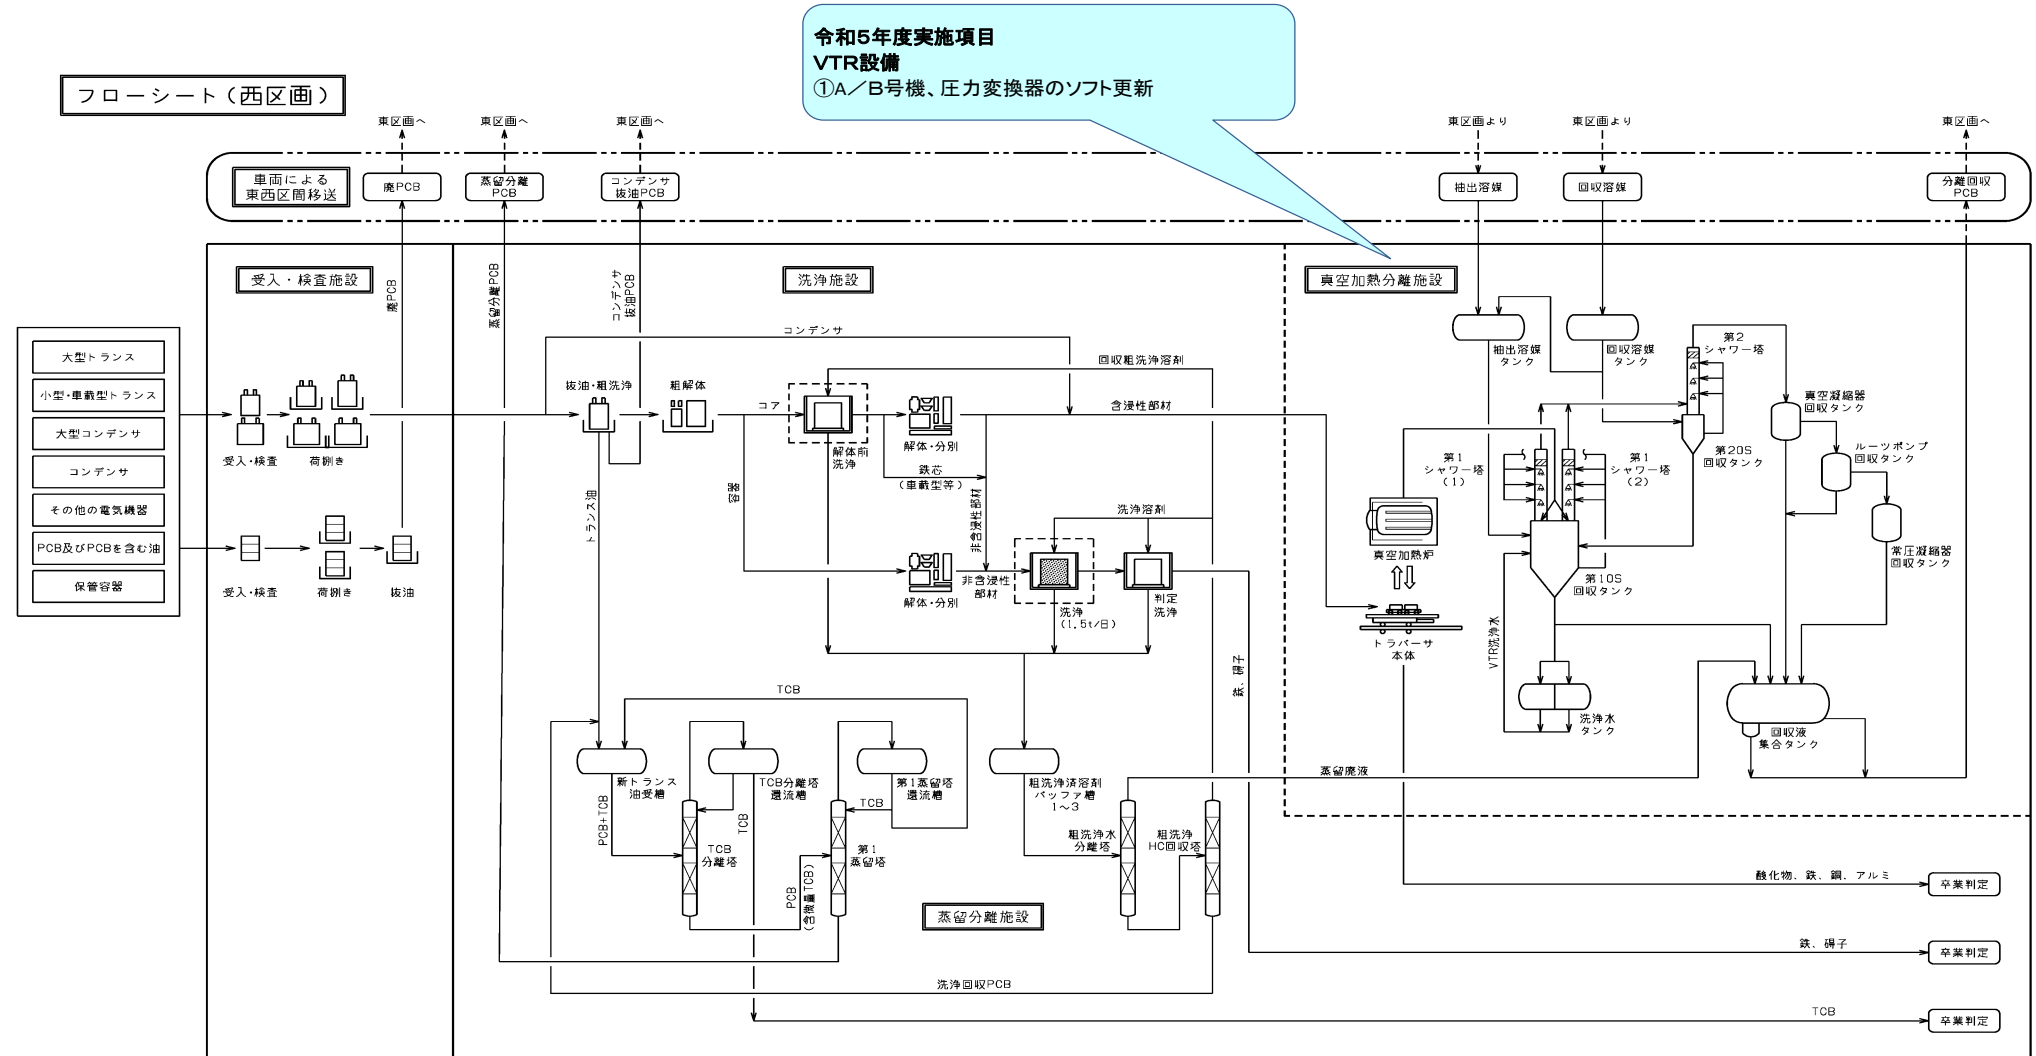 令和5年度実施項目
VTR設備
①A／B号機、圧力変換器のソフト更新
フローシート（西区画）
東区画へ
東区画へ
東区画へ
東区画より
東区画より
東区画へ
車両による
東西区間移送
廃PCB
蒸留分離
PCB
コンデンサ
抜油PCB
抽出溶媒
回収溶媒
分離回収
PCB
受入・検査施設
廃PCB
蒸留分離PCB
コンデンサ
抜油PCB
洗浄施設
真空加熱分離施設
大型トランス
小型・車載型トランス
大型コンデンサ
コンデンサ
その他の電気機器
PCB及びPCBを含む油
保管容器
受入・検査
荷捌き
受入・検査
荷捌き
抜油
コンデンサ
回収粗洗浄溶剤
抜油・粗洗浄
粗解体
コア
解体前
洗浄
解体・分別
含浸性部材
鉄芯
（車載型等）
容器
トランス油
非含浸性部材
洗浄溶剤
解体・分別
非含浸性
部材
洗浄
（1.5t/日）
判定
洗浄
鉄、碍子
抽出溶媒
タンク
回収溶媒
タンク
第2
シャワー塔
真空凝縮器
回収タンク
第2OS
回収タンク
ルーツポンプ
回収タンク
常圧凝縮器
回収タンク
第1
シャワー塔
（1）
第1
シャワー塔
（2）
真空加熱炉
第1OS
回収タンク
トラバーサ
本体
VTR洗浄水
洗浄水
タンク
回収液
集合タンク
TCB
新トランス
油受槽
TCB分離塔
還流槽
第1蒸留塔
還流槽
粗洗浄済溶剤
バッファ槽
1～3
蒸留廃液
PCB+TCB
TCB
TCB
TCB
分離塔
第1
蒸留塔
PCB
（含微量TCB）
粗洗浄水
分離塔
粗洗浄
HC回収塔
蒸留分離施設
酸化物、鉄、銅、アルミ
卒業判定
鉄、碍子
卒業判定
洗浄回収PCB
TCB
卒業判定